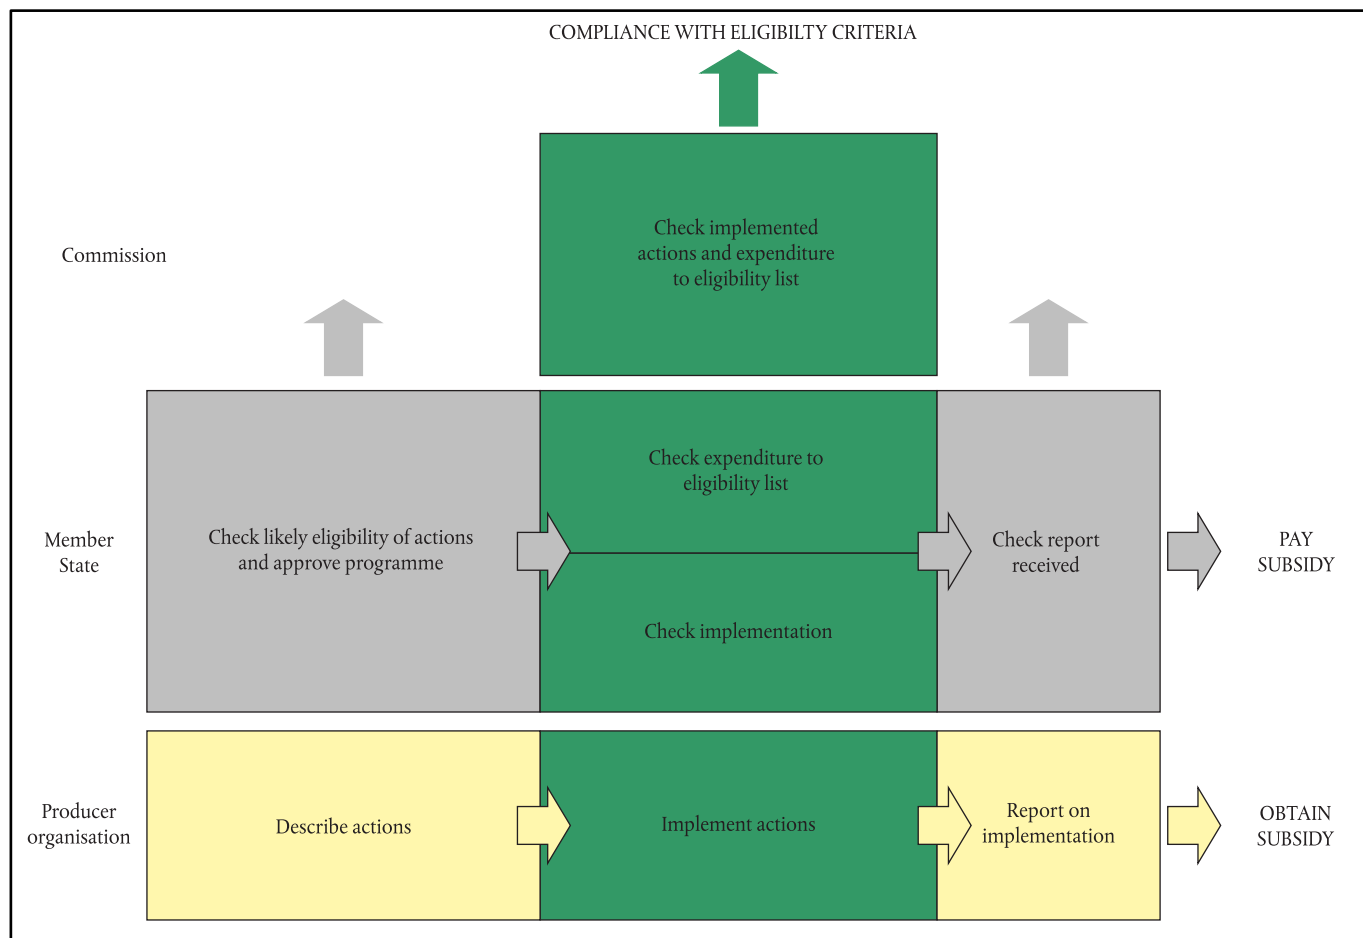 COMPLIANCE WITH ELIGIBILTY CRITERIA
Check implemented
actions and expenditure
to eligibility list
Commission
Check expenditure to
eligibility list
Member
State
Check likely eligibility of actions
and approve programme
Check report
received
PAY
SUBSIDY
Check implementation
Producer
organisation
Describe actions
Implement actions
Report on
implementation
OBTAIN
SUBSIDY